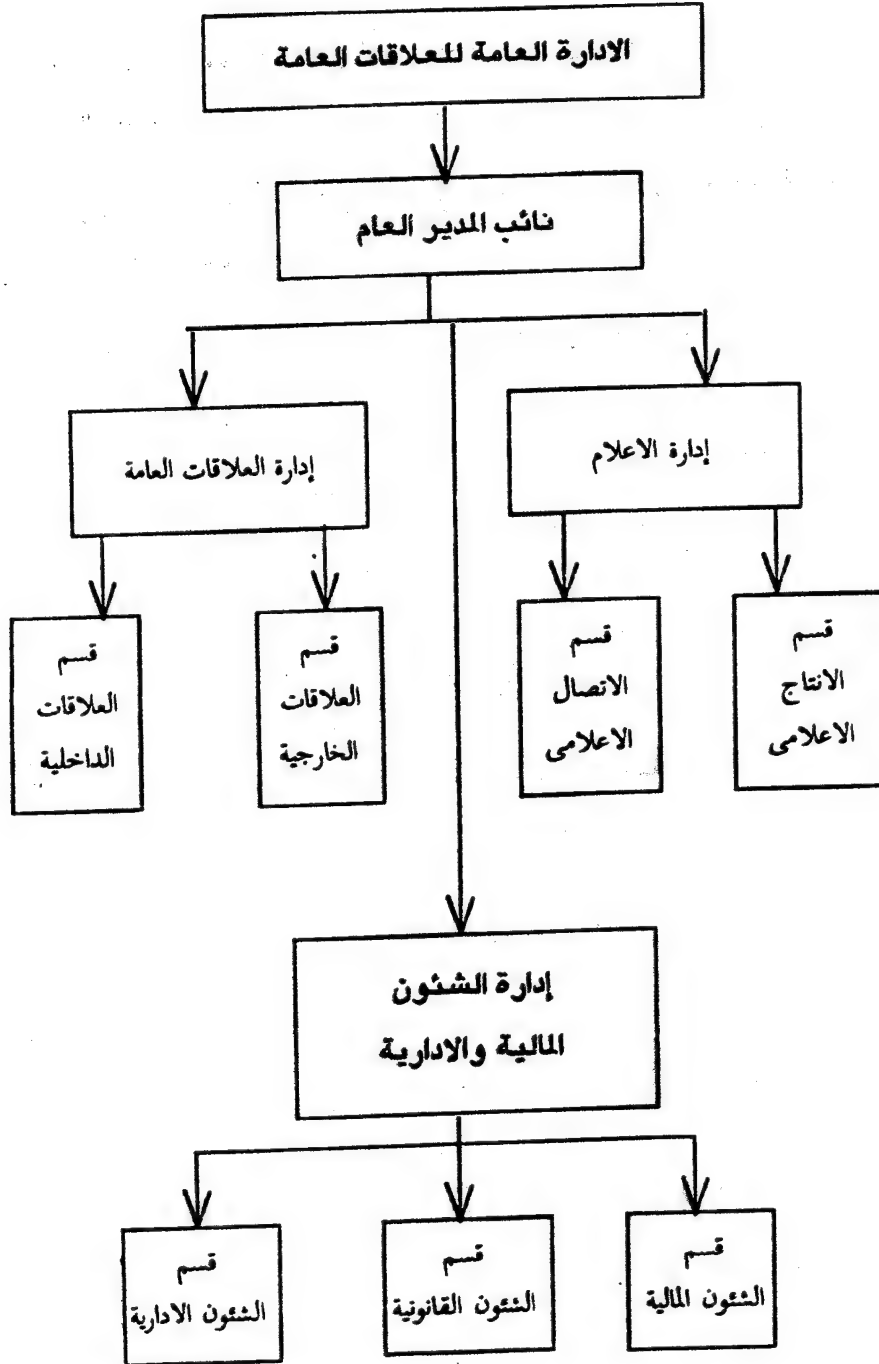 الادارة العامة للعلاقات العامة
نائب المدير العام
إدارة الاعلام
إدارة العلاقات العامة
قسم
الانتاج
الاعلامى
قسم
الاتصال
الاعلامى
قسم
العلاقات
الخارجية
قسم
العلاقات
الداخلية
إدارة الشئون
المالية والادارية
قسم
الشئون المالية
قسم
الشئون القانونية
قسم
الشئون الادارية